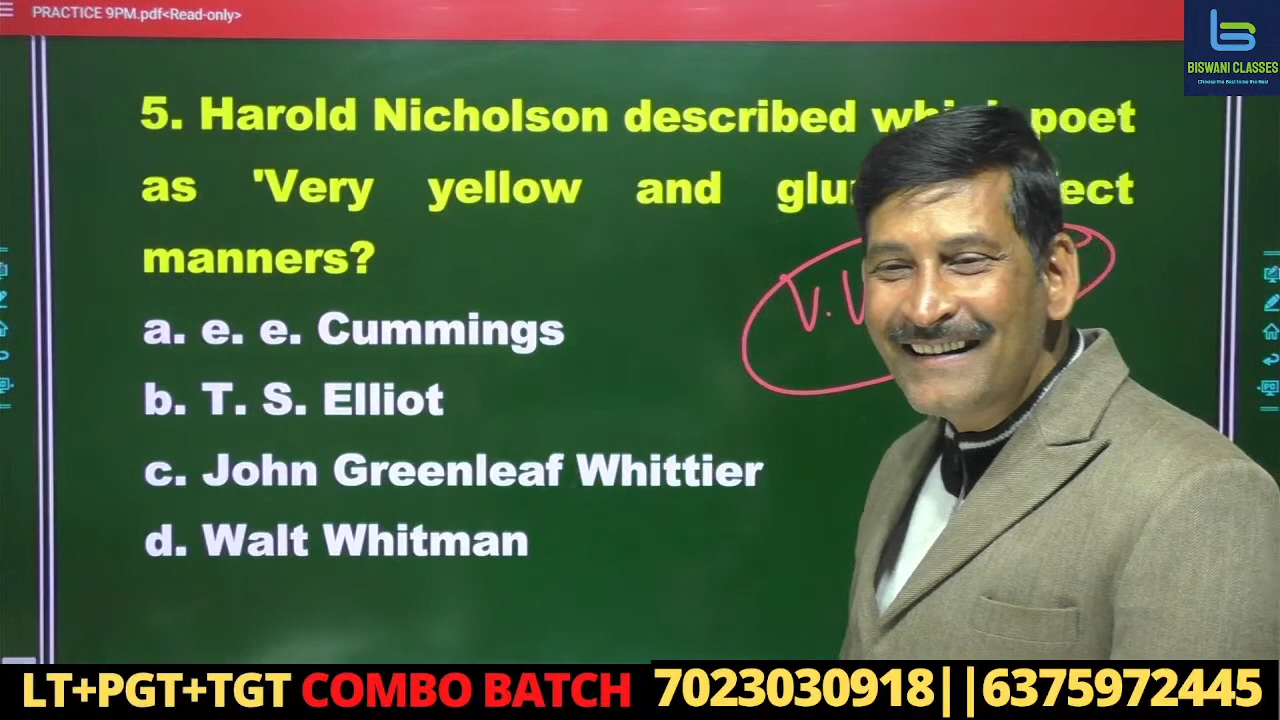 PRACTICE 9PM.pdf<Read-only>
BISWANI CLASSES
5. Harold Nicholson described poet
as 'Very yellow and
manners?
a. e. e. Cummings
b. T. S. Elliot
c. John Greenleaf Whittier
d. Walt Whitman
LT+PGT+TGT COMBO BATCH 7023030918||6375972445